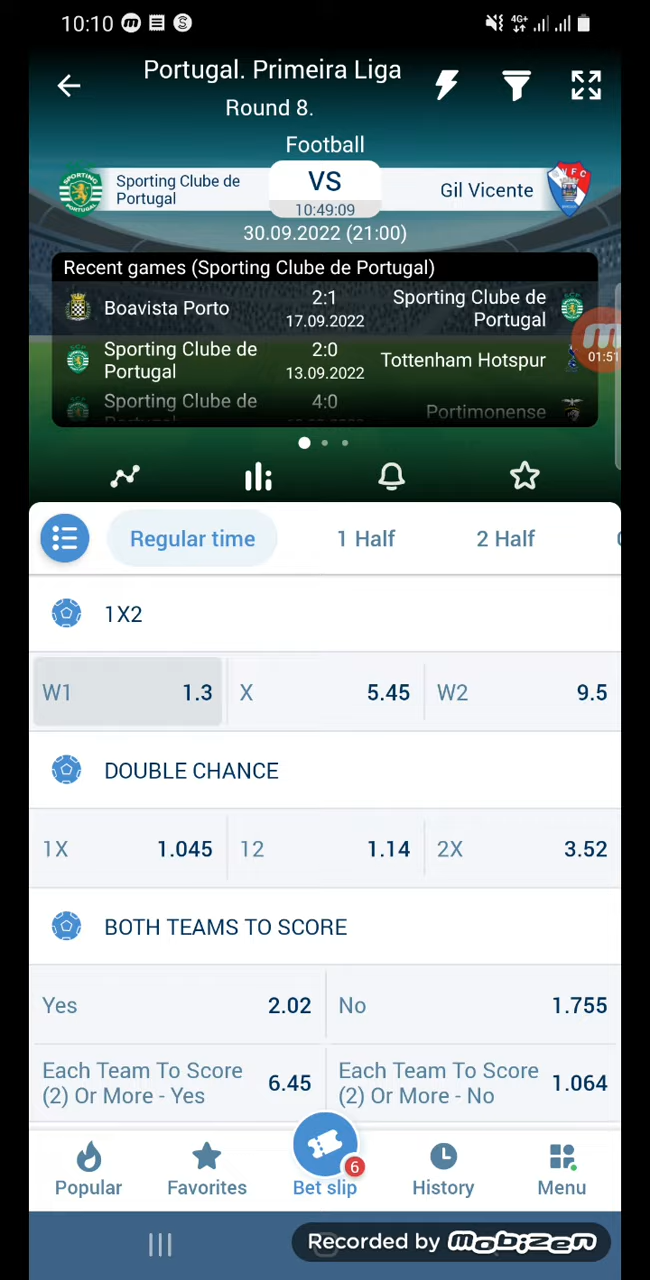 10:10
4G+
Portugal. Primeira Liga
Round 8.
Football
Sporting Clube de
Portugal
VS
Gil Vicente
10:49:09
30.09.2022 (21:00)
Recent games (Sporting Clube de Portugal)
Boavista Porto 2:1 Sporting Clube de
17.09.2022 Portugal
01:51
Sporting Clube de 2:0 Tottenham Hotspur
Portugal 13.09.2022
Sporting Clube de 4:0 Portimonense
Regular time 1 Half 2 Half
1X2
W1 1.3 X 5.45 W2 9.5
DOUBLE CHANCE
1X 1.045 12 1.14 2X 3.52
BOTH TEAMS TO SCORE
Yes 2.02 No 1.755
Each Team To Score
(2) Or More - Yes 6.45
Each Team To Score
(2) Or More - No 1.064
6
Popular Favorites Bet slip History Menu
Recorded by mobizen